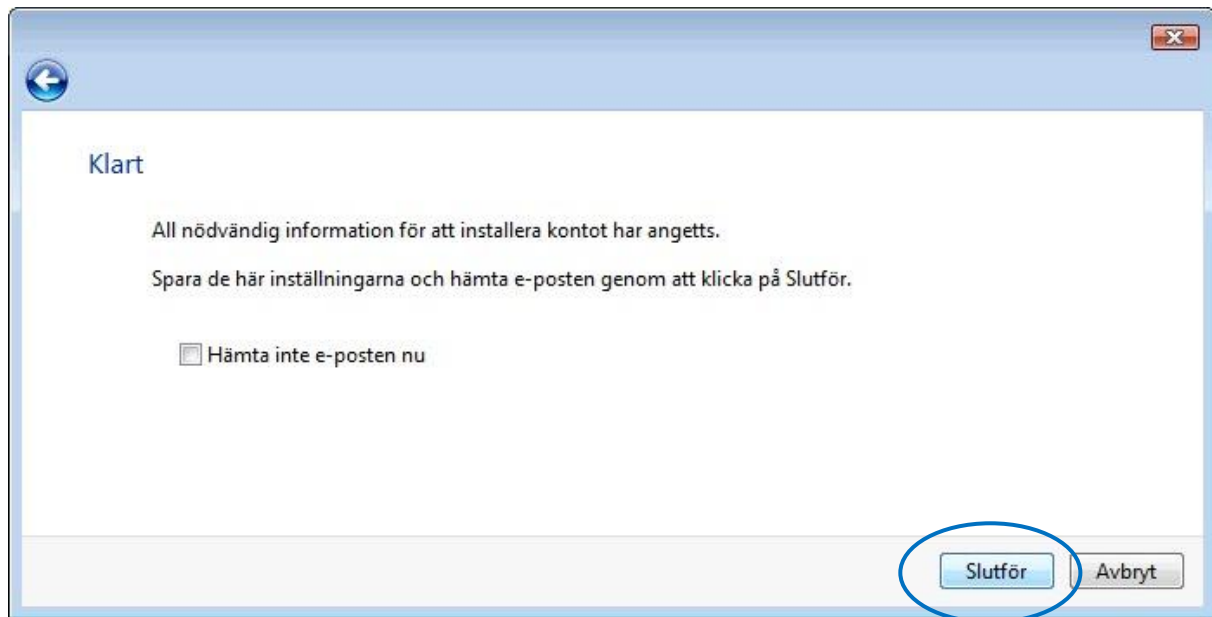 Klart
All nödvändig information för att installera kontot har angetts.
Spara de här inställningarna och hämta e-posten genom att klicka på Slutför.
Hämta inte e-posten nu
Slutför
Avbryt